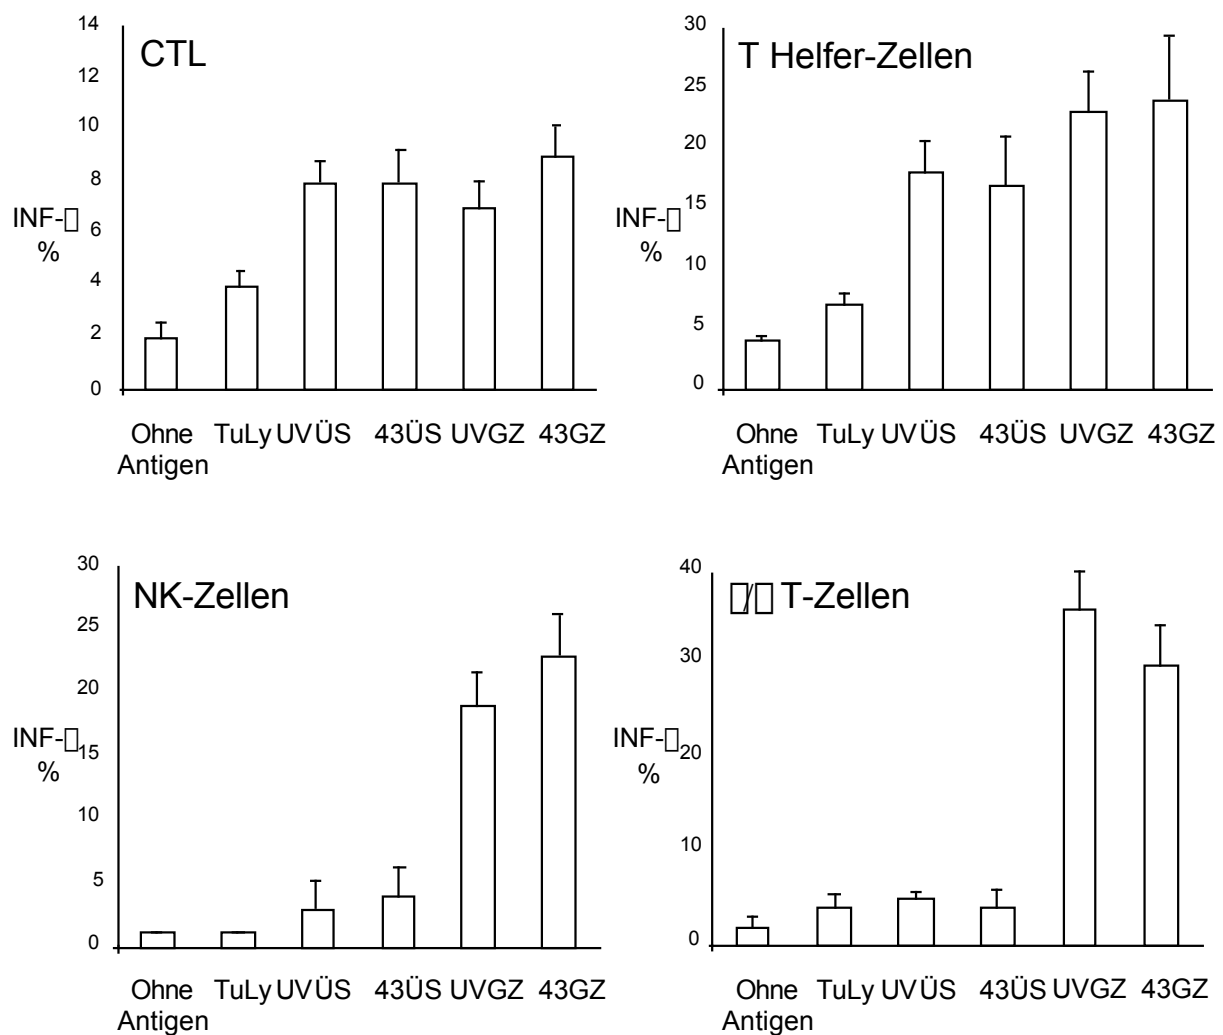 CTL
14
12
10
8
6
4
2
0
INF-□
%
Ohne Antigen TuLy UVÜS 43ÜS UVGZ 43GZ
T Helfer-Zellen
30
25
20
15
10
5
0
INF-□
%
Ohne Antigen TuLy UVÜS 43ÜS UVGZ 43GZ
NK-Zellen
30
25
20
15
10
5
0
INF-□
%
Ohne Antigen TuLy UVÜS 43ÜS UVGZ 43GZ
□/□ T-Zellen
40
30
20
10
0
INF-□
%
Ohne Antigen TuLy UVÜS 43ÜS UVGZ 43GZ